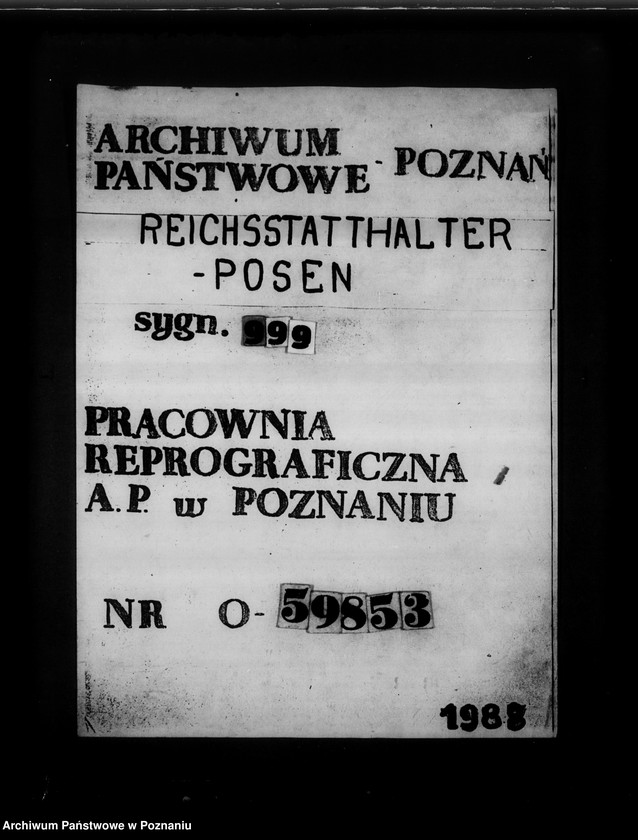 ARCHIWUM
PAŃSTWOWE - POZNAŃ
REICHSSTATTHALTER
-POSEN
sygn. 999
PRACOWNIA
REPROGRAFICZNA
A.P. w POZNANIU
NR O-59853
1988
Archiwum Państwowe w Poznaniu